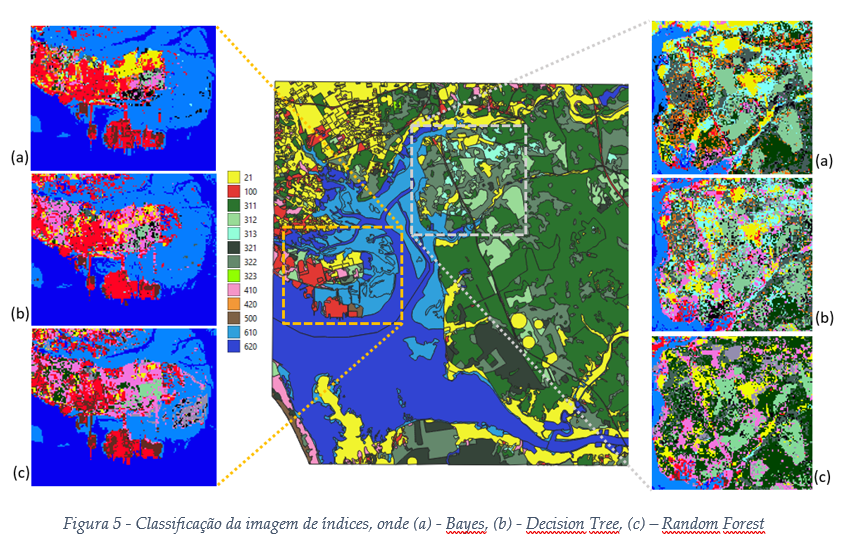 (a)
(b)
(c)
21
100
311
312
313
321
322
323
410
420
500
610
620
(a)
(b)
(c)
Figura 5 - Classificação da imagem de índices, onde (a) - Bayes, (b) - Decision Tree, (c) – Random Forest